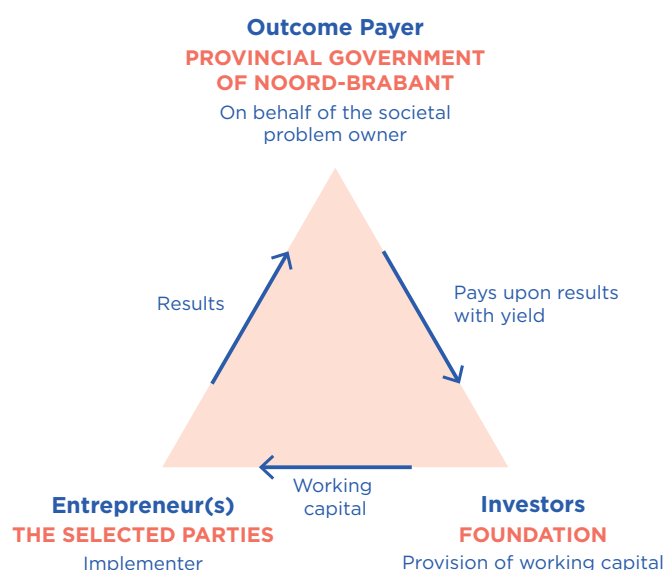 Outcome Payer
PROVINCIAL GOVERNMENT
OF NOORD-BRABANT
On behalf of the societal
problem owner
Results
Pays upon results
with yield
Working
capital
Entrepreneur(s)
THE SELECTED PARTIES
Implementer
Investors
FOUNDATION
Provision of working capital